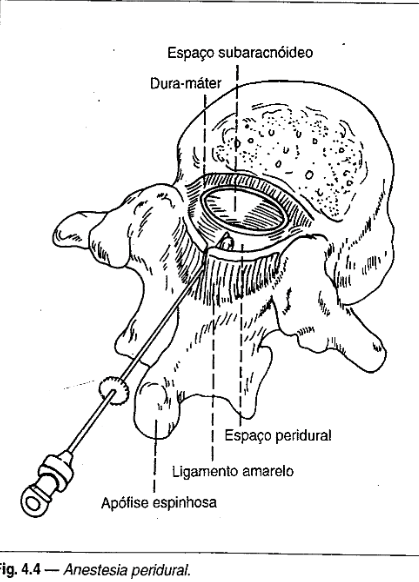 Espaço subaracnóideo
Dura-máter
Espaço peridural
Ligamento amarelo
Apófise espinhosa
Fig. 4.4 — Anestesia peridural.